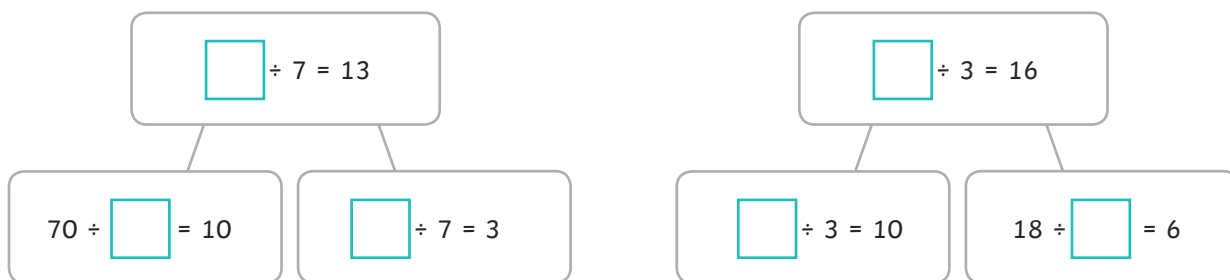 ÷ 7 = 13
÷ 3 = 16
70 ÷ = 10
÷ 7 = 3
÷ 3 = 10
18 ÷ = 6